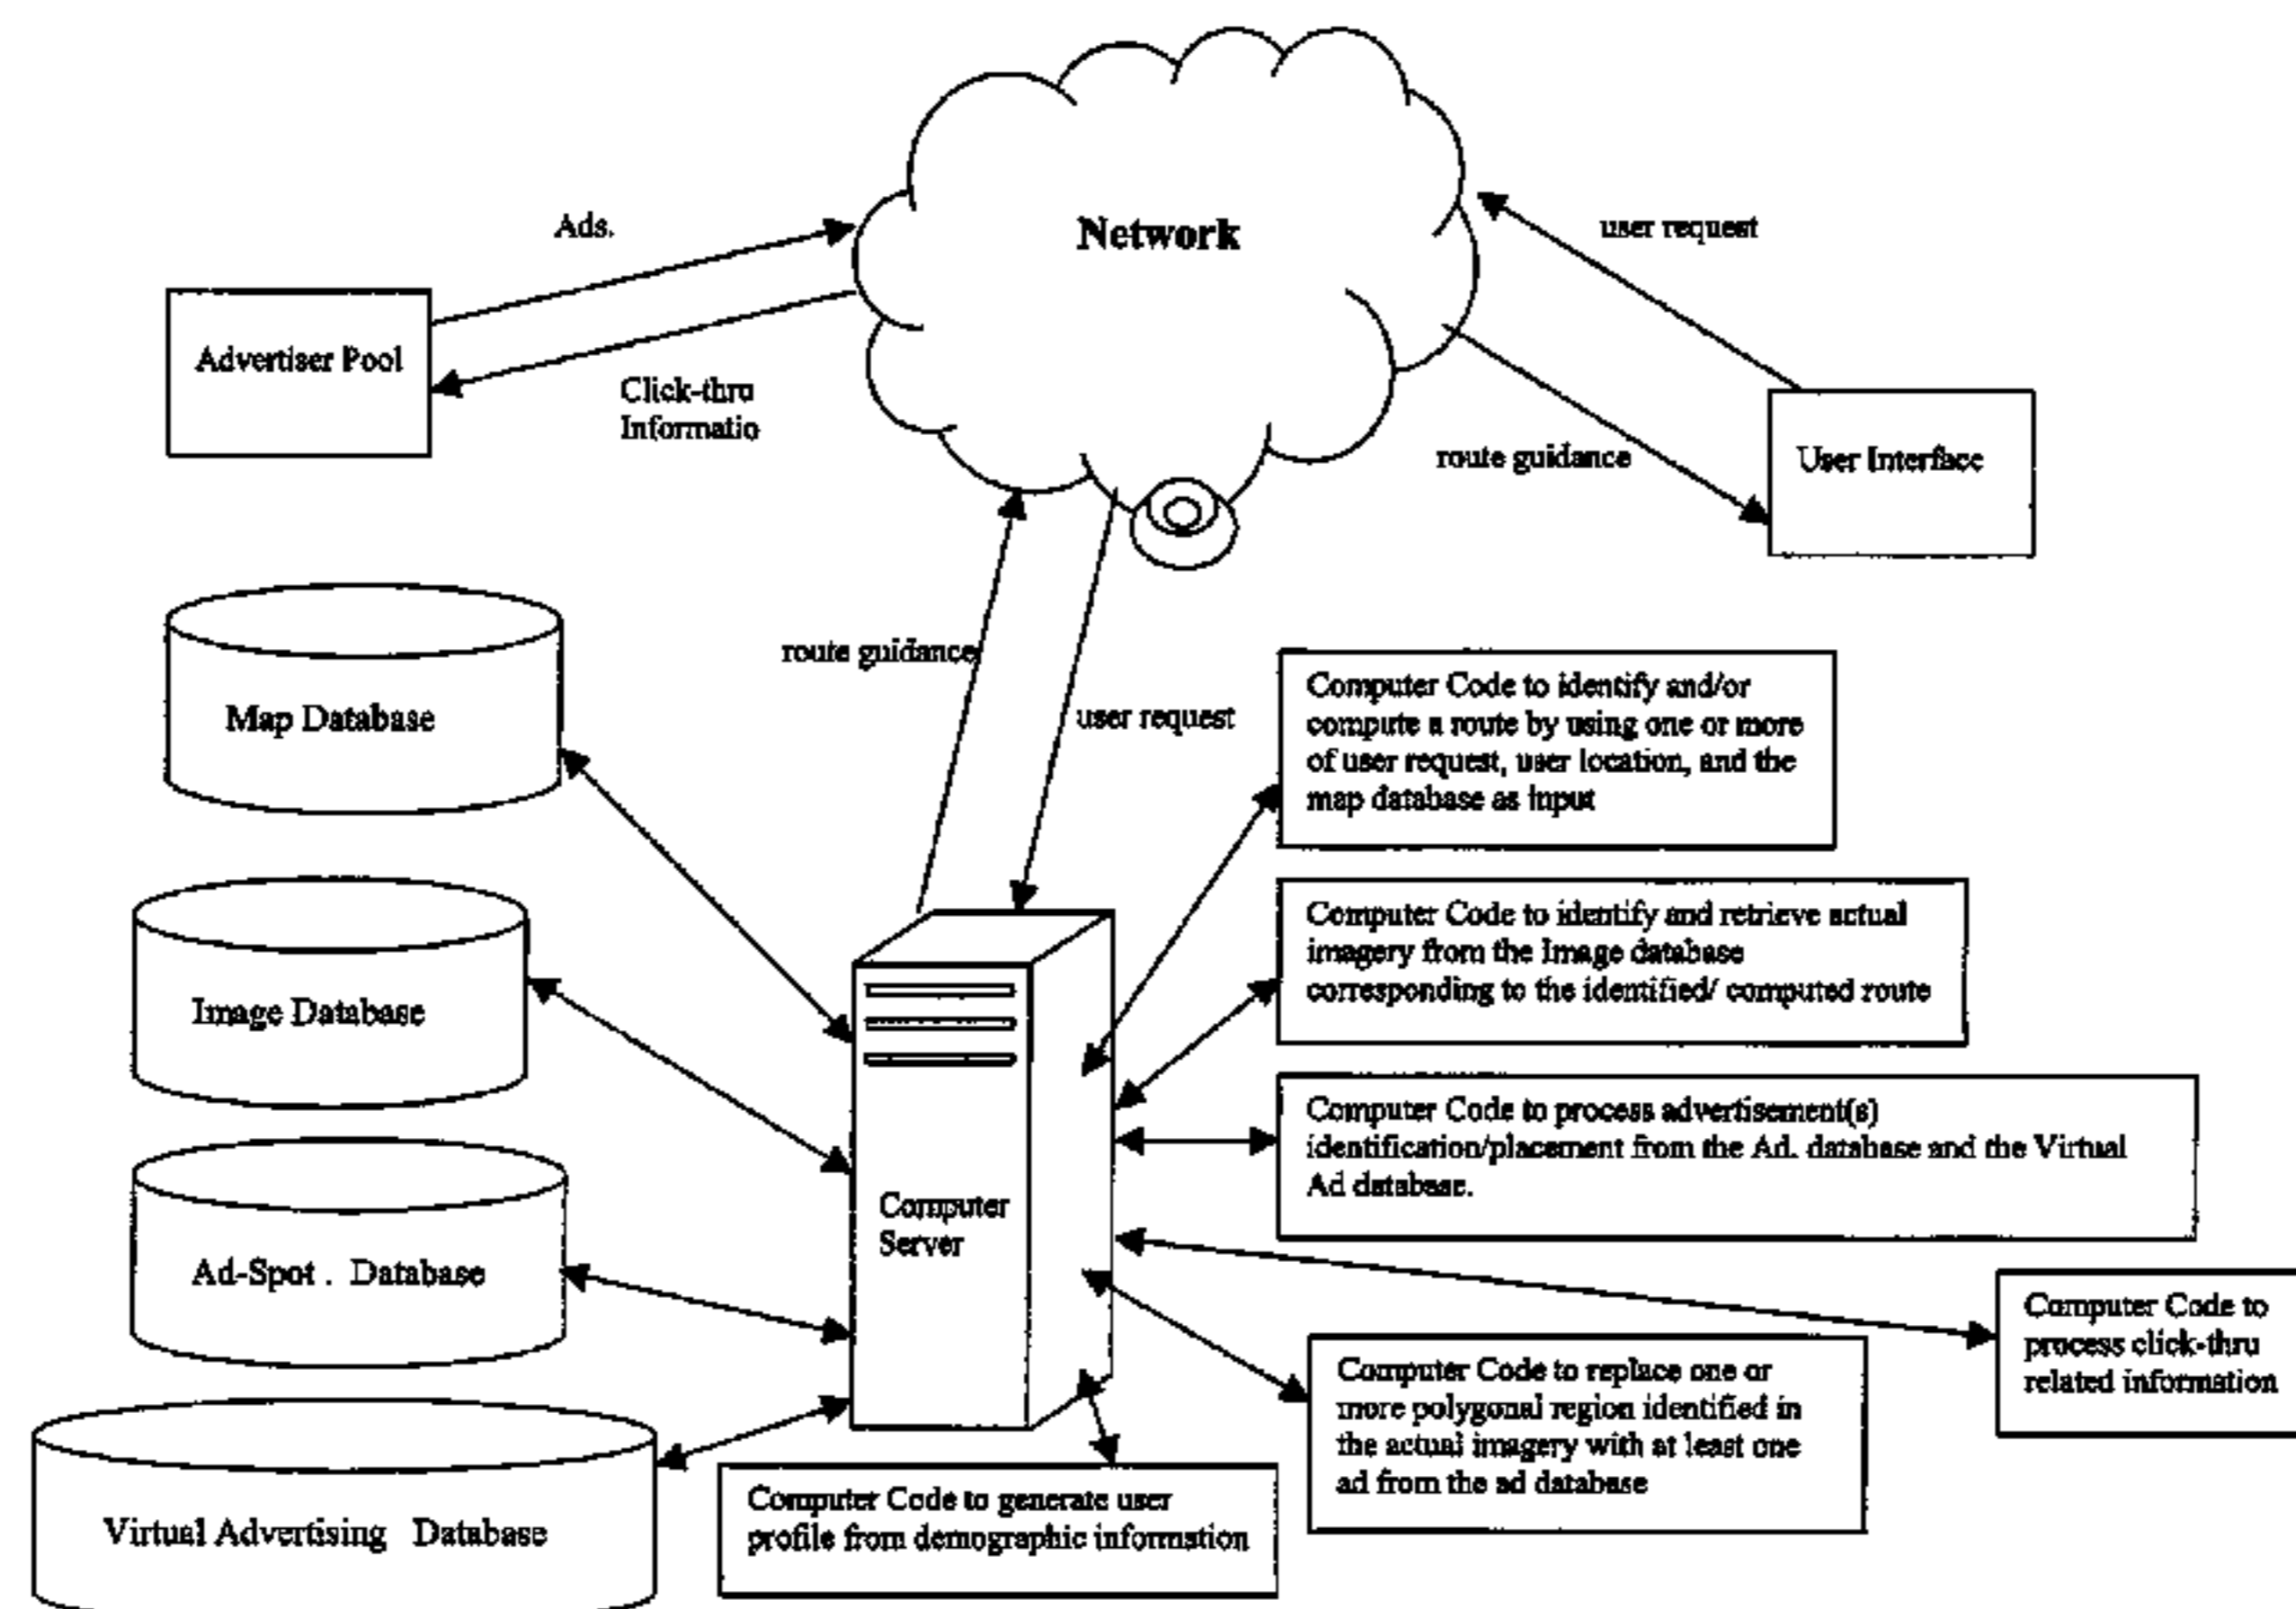 Network
Ads.
user request
Advertiser Pool
Click-thru
Informatio
route guidance
User Interface
route guidance
user request
Map Database
Computer Code to identify and/or
compute a route by using one or more
of user request, user location, and the
map database as input
Image Database
Computer Code to identify and retrieve actual
imagery from the Image database
corresponding to the identified/ computed route
Computer Code to process advertisement(s)
identification/placement from the Ad. database and the Virtual
Ad database.
Computer
Server
Ad-Spot . Database
Computer Code to
process click-thru
related information
Computer Code to replace one or
more polygonal region identified in
the actual imagery with at least one
ad from the ad database
Virtual Advertising Database
Computer Code to generate user
profile from demographic information